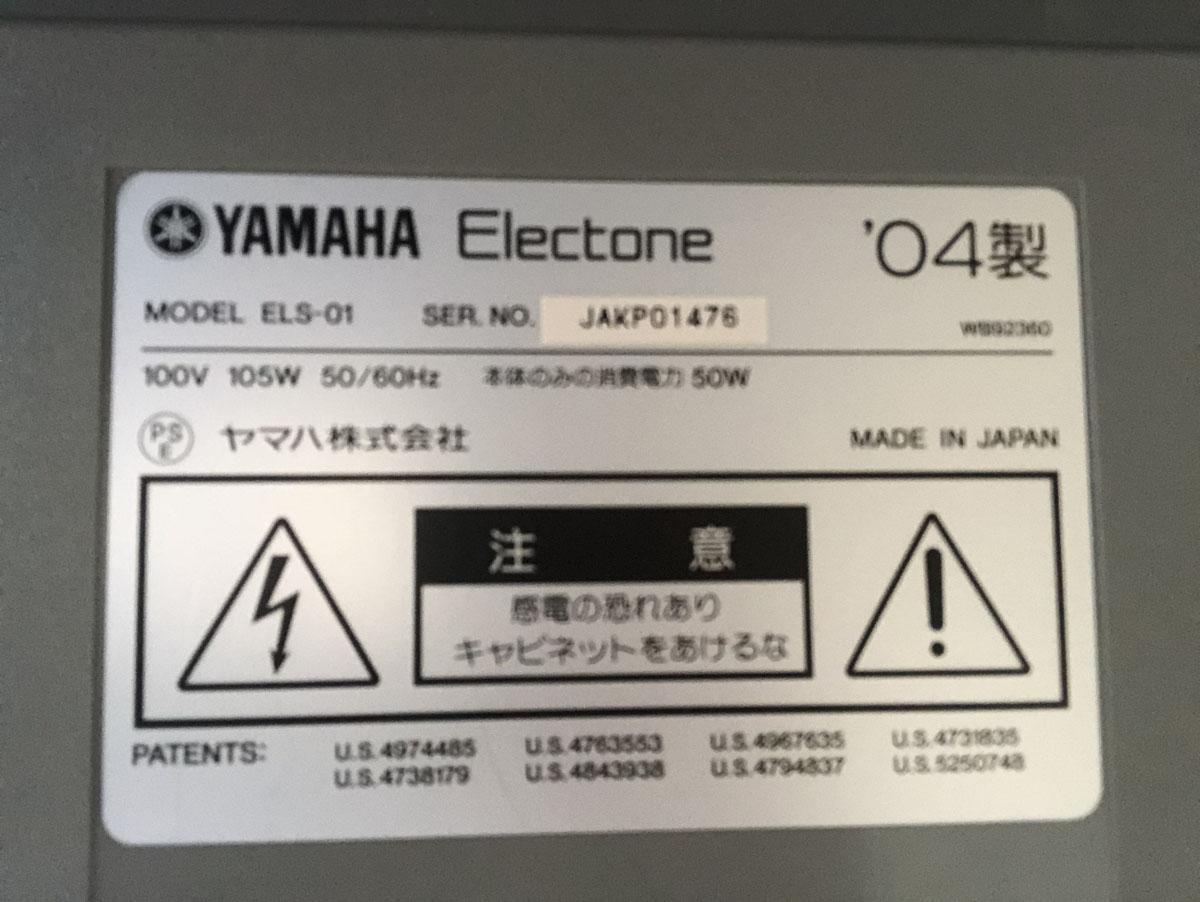 YAMAHA Electone '04製
MODEL ELS-01 SER. NO. JAKP01476
WB92360
100V 105W 50/60Hz 本体のみの消費電力 50W
PS E ヤマハ株式会社 MADE IN JAPAN
注 意
感電の恐れあり
キャビネットをあけるな
PATENTS: U.S.4974485 U.S.4763553 U.S.4967635 U.S.4731835
U.S.4738179 U.S.4843938 U.S.4794837 U.S.5250748